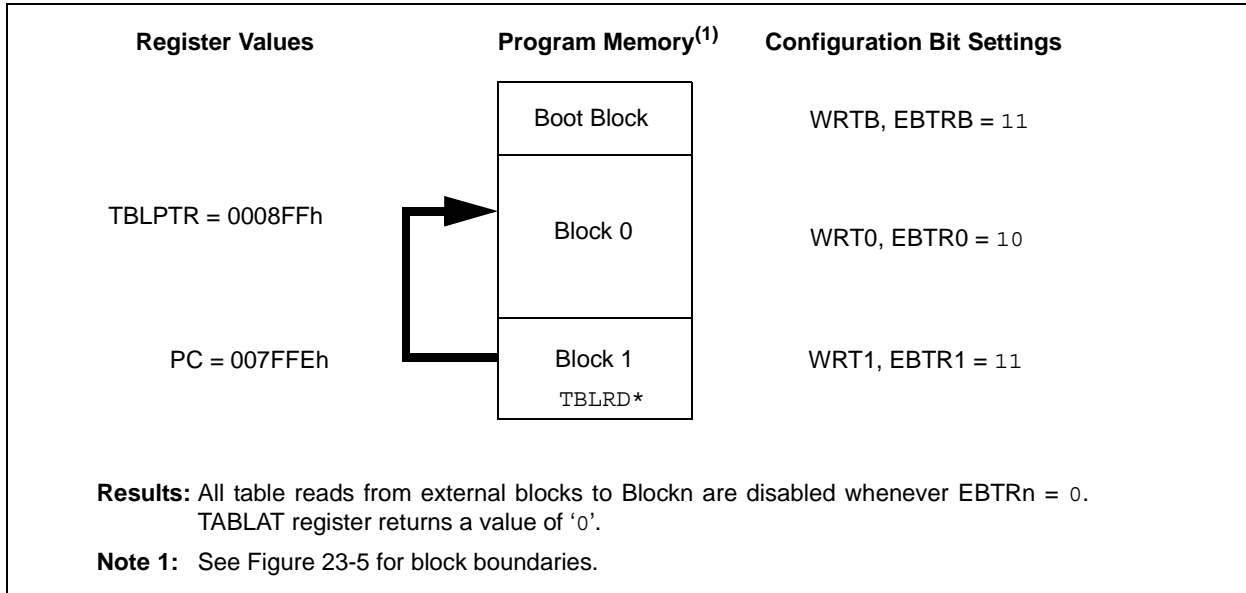 Register Values Program Memory(1) Configuration Bit Settings
Boot Block WRTB, EBTRB = 11
TBLPTR = 0008FFh
Block 0
WRT0, EBTR0 = 10
PC = 007FFEh Block 1 WRT1, EBTR1 = 11
TBLRD*
Results: All table reads from external blocks to Blockn are disabled whenever EBTRn = 0.
TABLAT register returns a value of ‘0’.
Note 1: See Figure 23-5 for block boundaries.